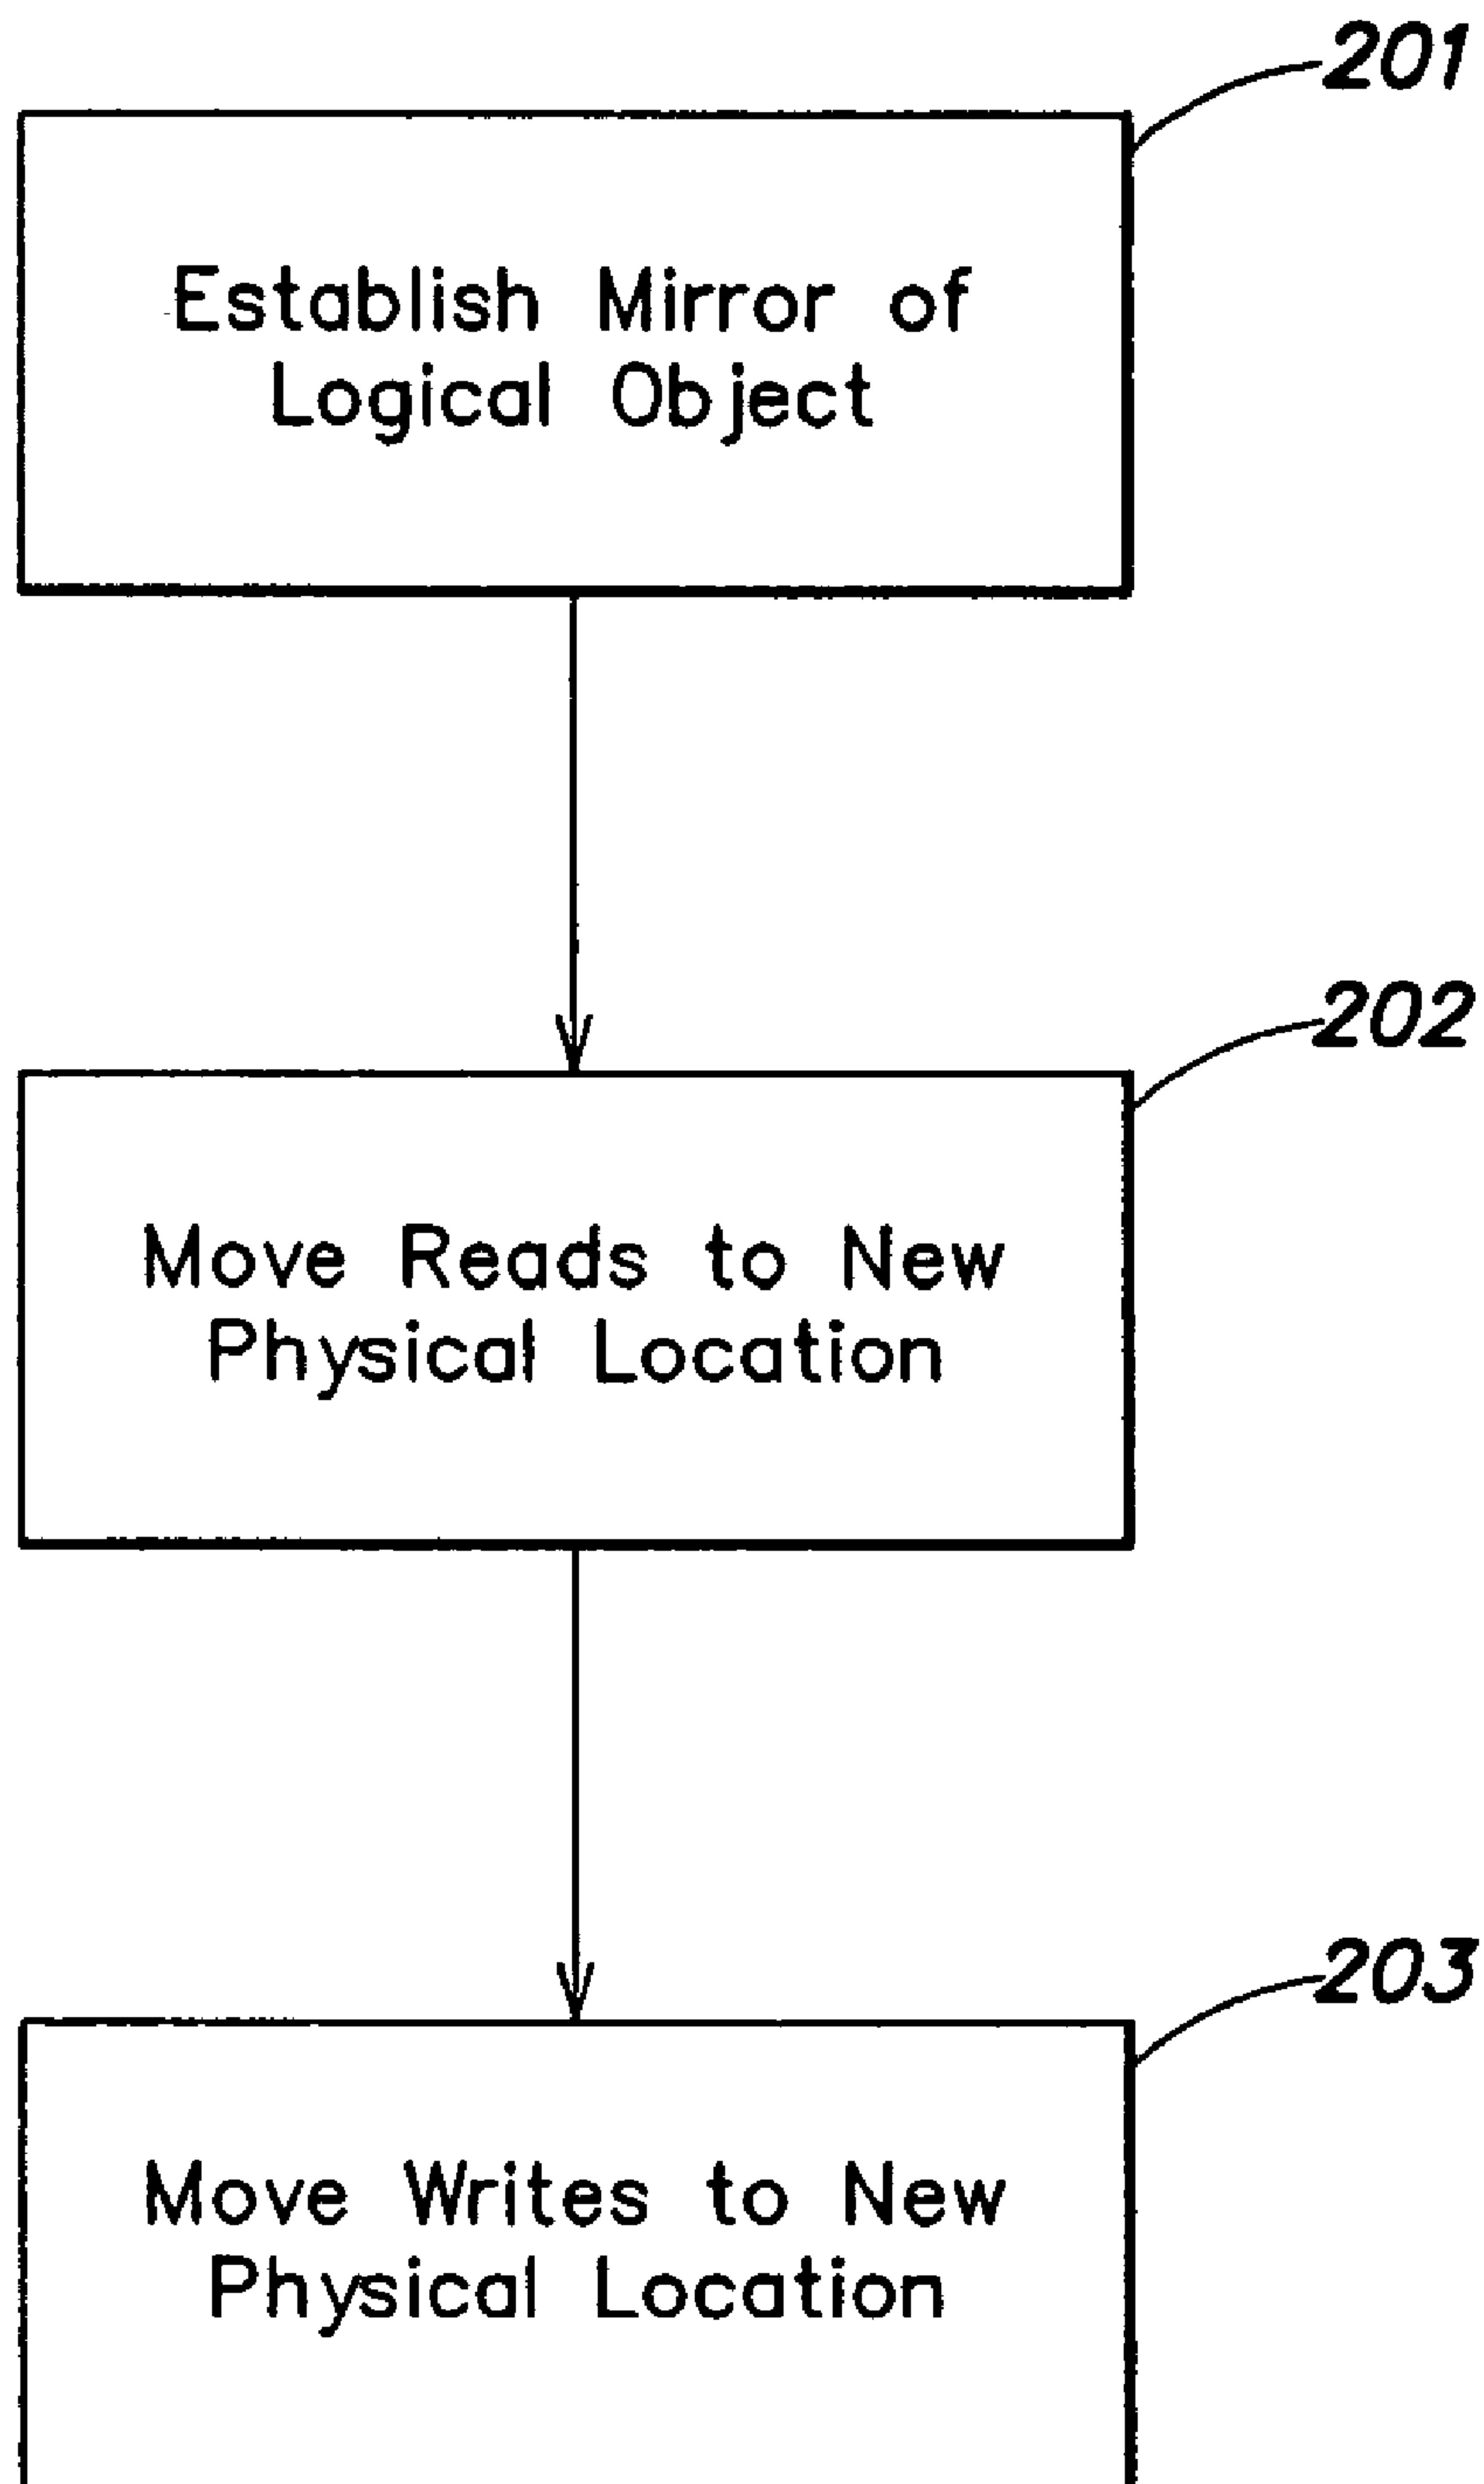 201
Establish Mirror of
Logical Object
202
Move Reads to New
Physical Location
203
Move Writes to New
Physical Location